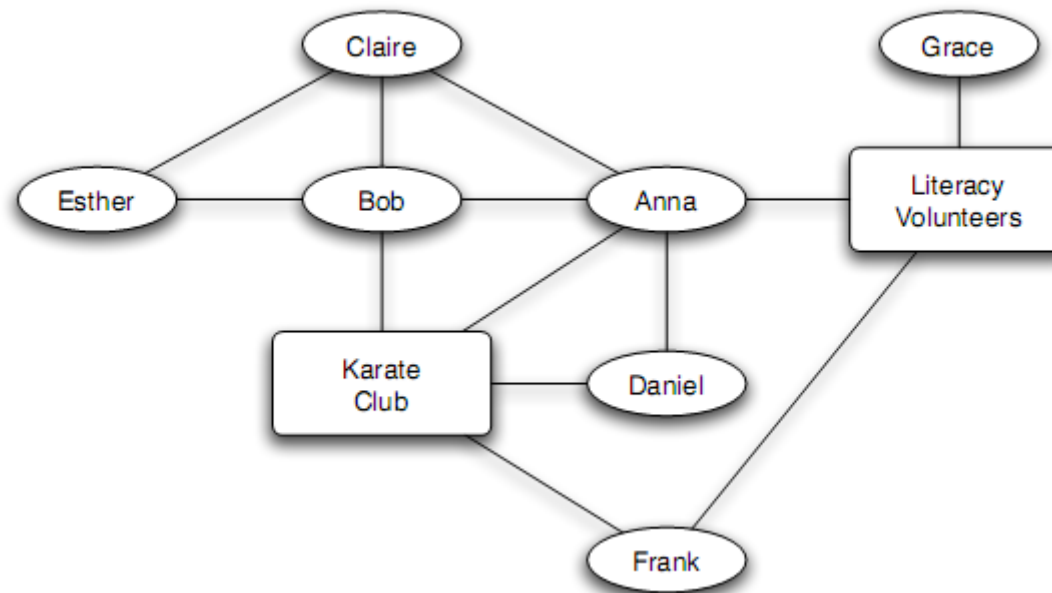 Claire
Grace
Esther
Bob
Anna
Literacy
Volunteers
Karate
Club
Daniel
Frank